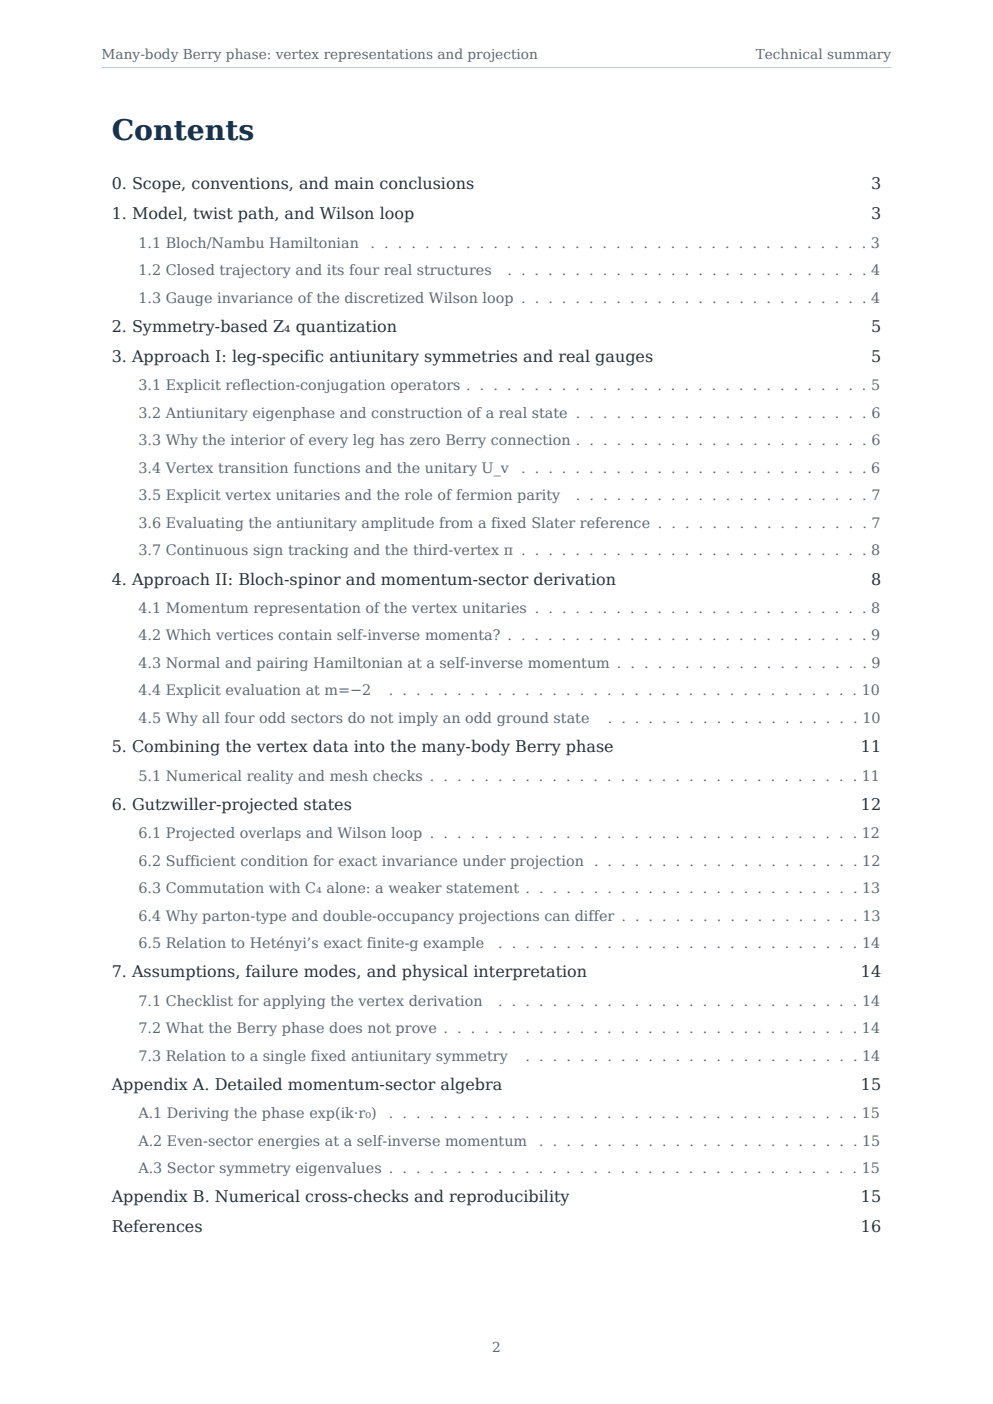 Many-body Berry phase: vertex representations and projection Technical summary
Contents
0. Scope, conventions, and main conclusions 3
1. Model, twist path, and Wilson loop 3
1.1 Bloch/Nambu Hamiltonian . . . . . . . . . . . . . . . . . . . . . . . . . . . . . 3
1.2 Closed trajectory and its four real structures . . . . . . . . . . . . . . . . . . . . . 4
1.3 Gauge invariance of the discretized Wilson loop . . . . . . . . . . . . . . . . . . . . . 4
2. Symmetry-based Z₄ quantization 5
3. Approach I: leg-specific antiunitary symmetries and real gauges 5
3.1 Explicit reflection-conjugation operators . . . . . . . . . . . . . . . . . . . . . . . . 5
3.2 Antiunitary eigenphase and construction of a real state . . . . . . . . . . . . . . . . . . 6
3.3 Why the interior of every leg has zero Berry connection . . . . . . . . . . . . . . . . . . 6
3.4 Vertex transition functions and the unitary U_v . . . . . . . . . . . . . . . . . . . . . 6
3.5 Explicit vertex unitaries and the role of fermion parity . . . . . . . . . . . . . . . . . . 7
3.6 Evaluating the antiunitary amplitude from a fixed Slater reference . . . . . . . . . . . . . 7
3.7 Continuous sign tracking and the third-vertex π . . . . . . . . . . . . . . . . . . . . . 8
4. Approach II: Bloch-spinor and momentum-sector derivation 8
4.1 Momentum representation of the vertex unitaries . . . . . . . . . . . . . . . . . . . . 8
4.2 Which vertices contain self-inverse momenta? . . . . . . . . . . . . . . . . . . . . . . 9
4.3 Normal and pairing Hamiltonian at a self-inverse momentum . . . . . . . . . . . . . . . 9
4.4 Explicit evaluation at m=−2 . . . . . . . . . . . . . . . . . . . . . . . . . . . . 10
4.5 Why all four odd sectors do not imply an odd ground state . . . . . . . . . . . . . . . 10
5. Combining the vertex data into the many-body Berry phase 11
5.1 Numerical reality and mesh checks . . . . . . . . . . . . . . . . . . . . . . . . . . 11
6. Gutzwiller-projected states 12
6.1 Projected overlaps and Wilson loop . . . . . . . . . . . . . . . . . . . . . . . . . . 12
6.2 Sufficient condition for exact invariance under projection . . . . . . . . . . . . . . . . 12
6.3 Commutation with C₄ alone: a weaker statement . . . . . . . . . . . . . . . . . . . . 13
6.4 Why parton-type and double-occupancy projections can differ . . . . . . . . . . . . . . 13
6.5 Relation to Hetényi’s exact finite-g example . . . . . . . . . . . . . . . . . . . . . . 14
7. Assumptions, failure modes, and physical interpretation 14
7.1 Checklist for applying the vertex derivation . . . . . . . . . . . . . . . . . . . . . . 14
7.2 What the Berry phase does not prove . . . . . . . . . . . . . . . . . . . . . . . . . 14
7.3 Relation to a single fixed antiunitary symmetry . . . . . . . . . . . . . . . . . . . . 14
Appendix A. Detailed momentum-sector algebra 15
A.1 Deriving the phase exp(ik·r₀) . . . . . . . . . . . . . . . . . . . . . . . . . . . . 15
A.2 Even-sector energies at a self-inverse momentum . . . . . . . . . . . . . . . . . . . 15
A.3 Sector symmetry eigenvalues . . . . . . . . . . . . . . . . . . . . . . . . . . . . 15
Appendix B. Numerical cross-checks and reproducibility 15
References 16
2